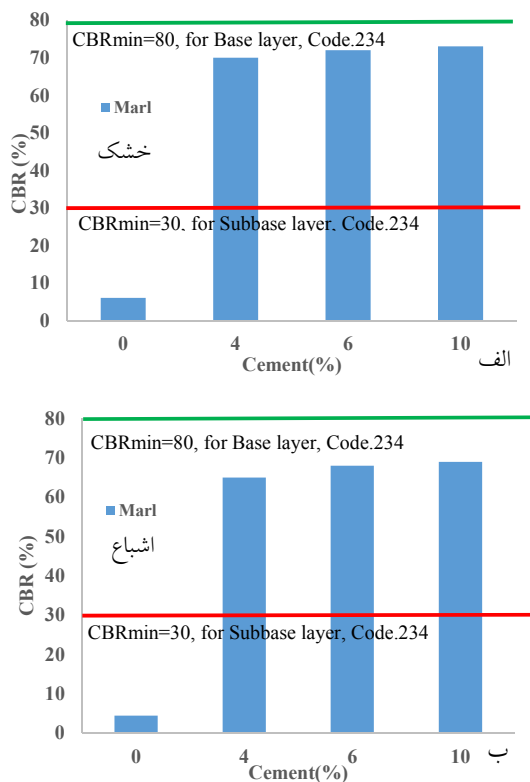 80
CBRmin=80, for Base layer, Code.234
70
60
Marl
50
خشک
40
CBR (%)
30
CBRmin=30, for Subbase layer, Code.234
20
10
0
0 4 6 10
Cement(%)
الف
80
CBRmin=80, for Base layer, Code.234
70
60
Marl
50
اشباع
40
CBR (%)
30
CBRmin=30, for Subbase layer, Code.234
20
10
0
0 4 6 10
Cement(%)
ب